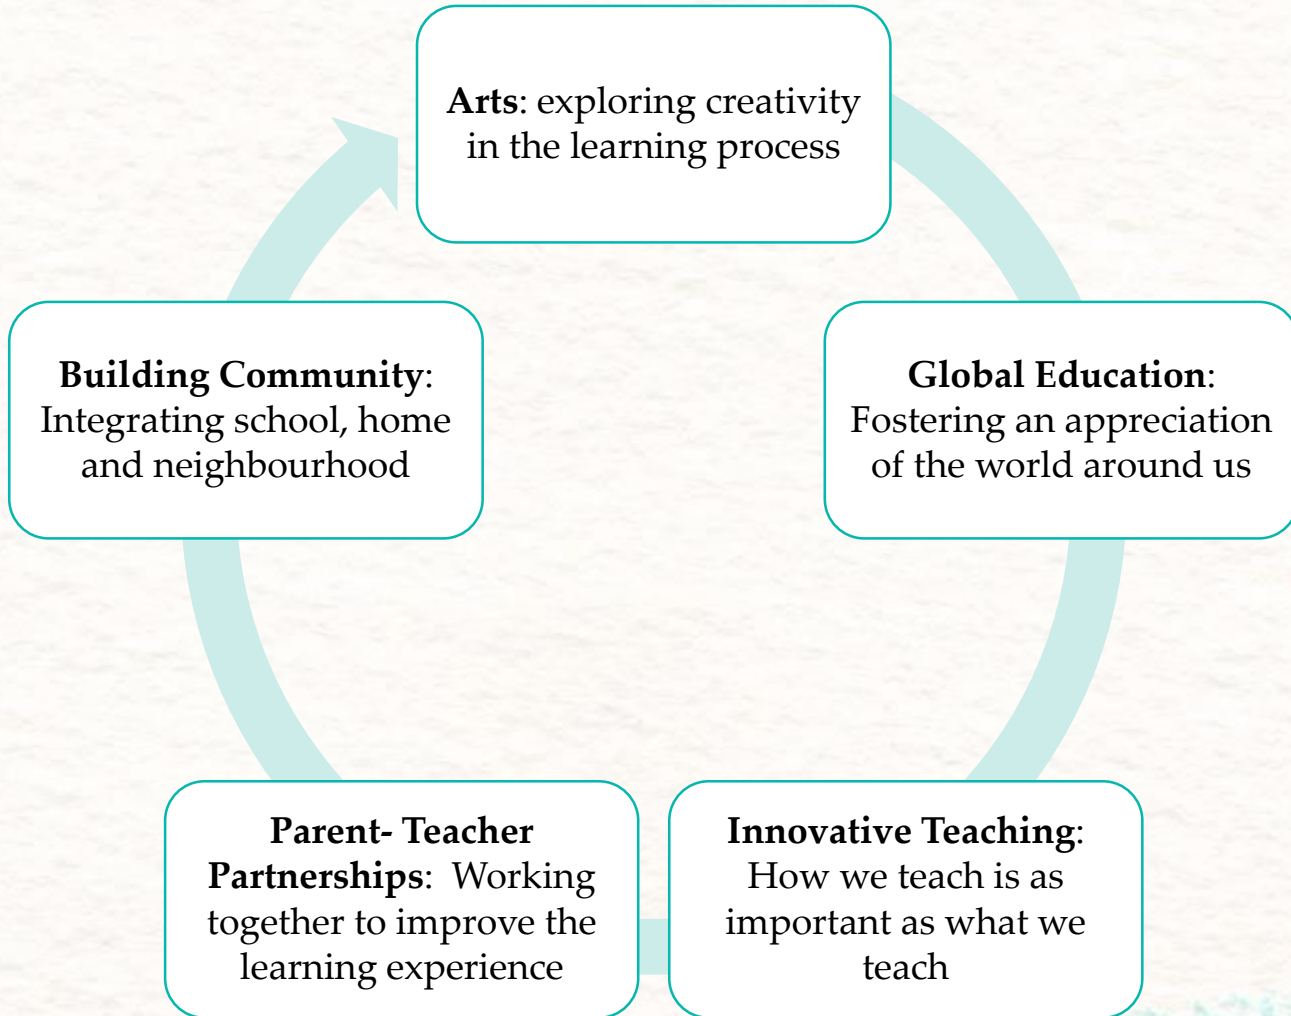 Arts: exploring creativity
in the learning process
Global Education:
Fostering an appreciation
of the world around us
Innovative Teaching:
How we teach is as
important as what we
teach
Parent- Teacher
Partnerships:  Working
together to improve the
learning experience
Building Community:
Integrating school, home
and neighbourhood